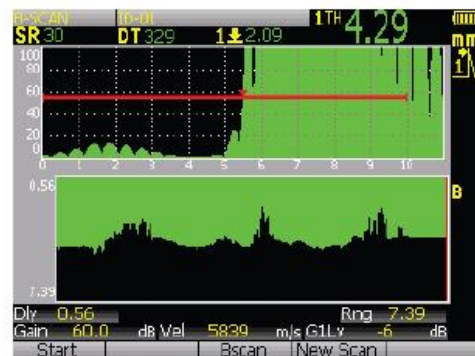 B-SCAN ID-01
SR 30 DT 329 1 2.09 1TH 4.29 mm
100
80
60
40
20
0
0 1 2 3 4 5 6 7 8 9 10
1
0.56
B
7.39
Dly 0.56 Rng 7.39
Gain 60.0 dB Vel 5839 m/s G1Lv -6 dB
Start Bscan New Scan